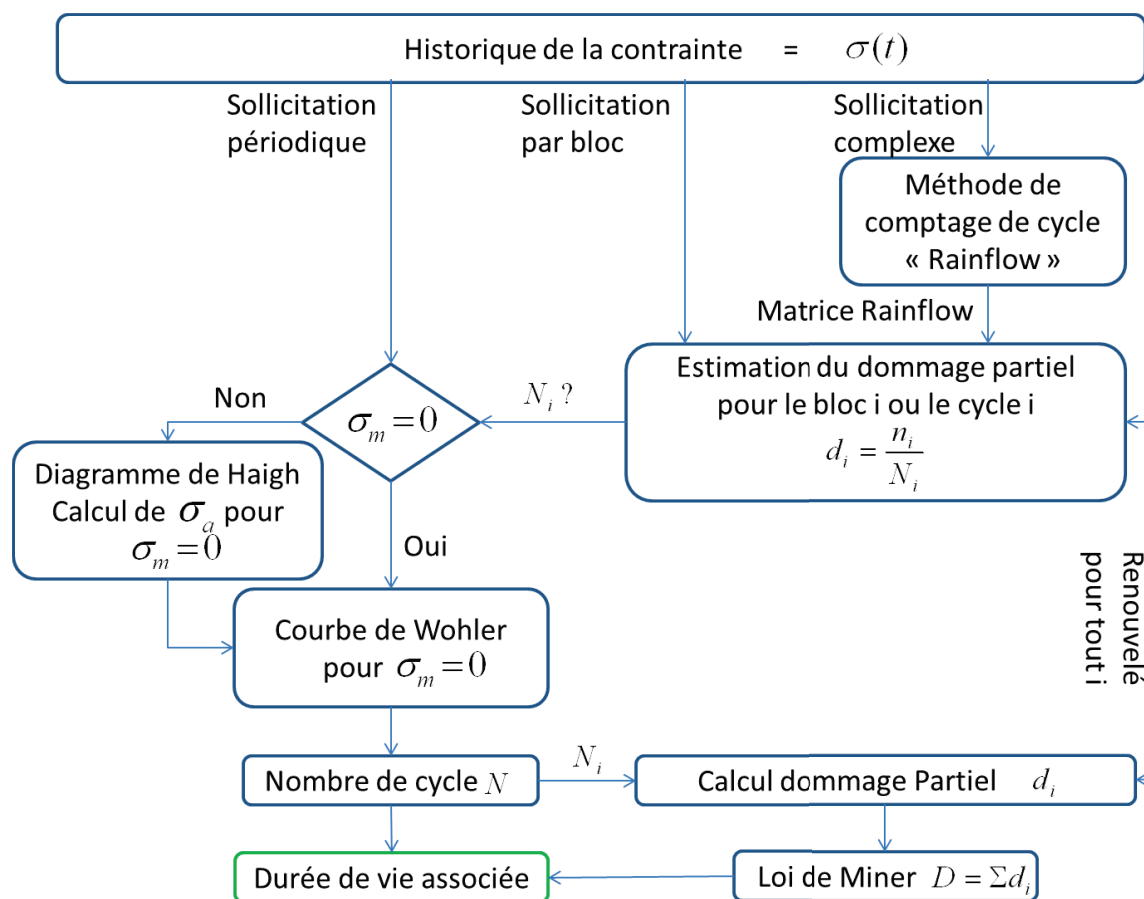 Historique de la contrainte = σ(t)
Sollicitation
périodique
Sollicitation
par bloc
Sollicitation
complexe
Méthode de
comptage de cycle
« Rainflow »
Matrice Rainflow
Estimation du dommage partiel
pour le bloc i ou le cycle i
d_i = n_i / N_i
N_i ?
σ_m = 0
Non
Diagramme de Haigh
Calcul de σ_a pour
σ_m = 0
Oui
Courbe de Wohler
pour σ_m = 0
Renouvelé
pour tout i
Nombre de cycle N
N_i
Calcul dommage Partiel d_i
Durée de vie associée
Loi de Miner D = Σd_i